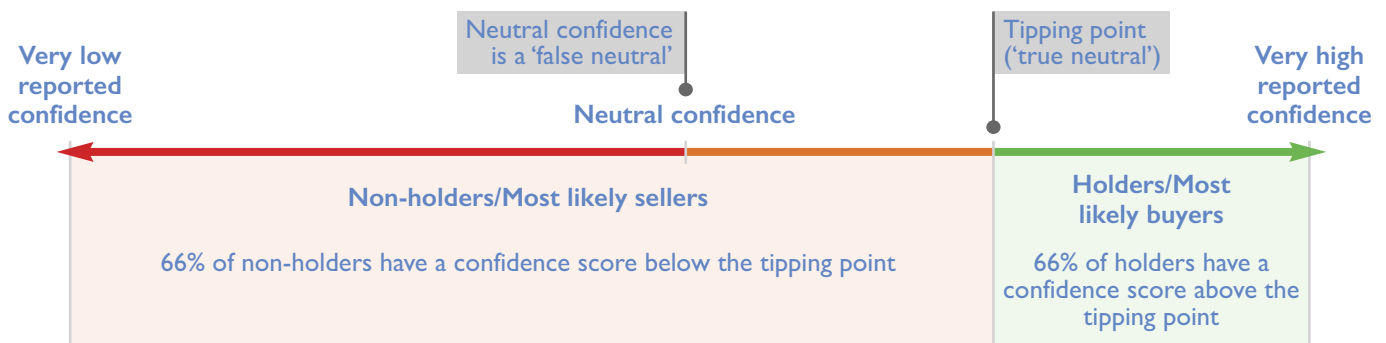 Neutral confidence
is a ‘false neutral’
Tipping point
(‘true neutral’)
Very low
reported
confidence
Neutral confidence
Very high
reported
confidence
Non-holders/Most likely sellers
66% of non-holders have a confidence score below the tipping point
Holders/Most
likely buyers
66% of holders have a
confidence score above the
tipping point